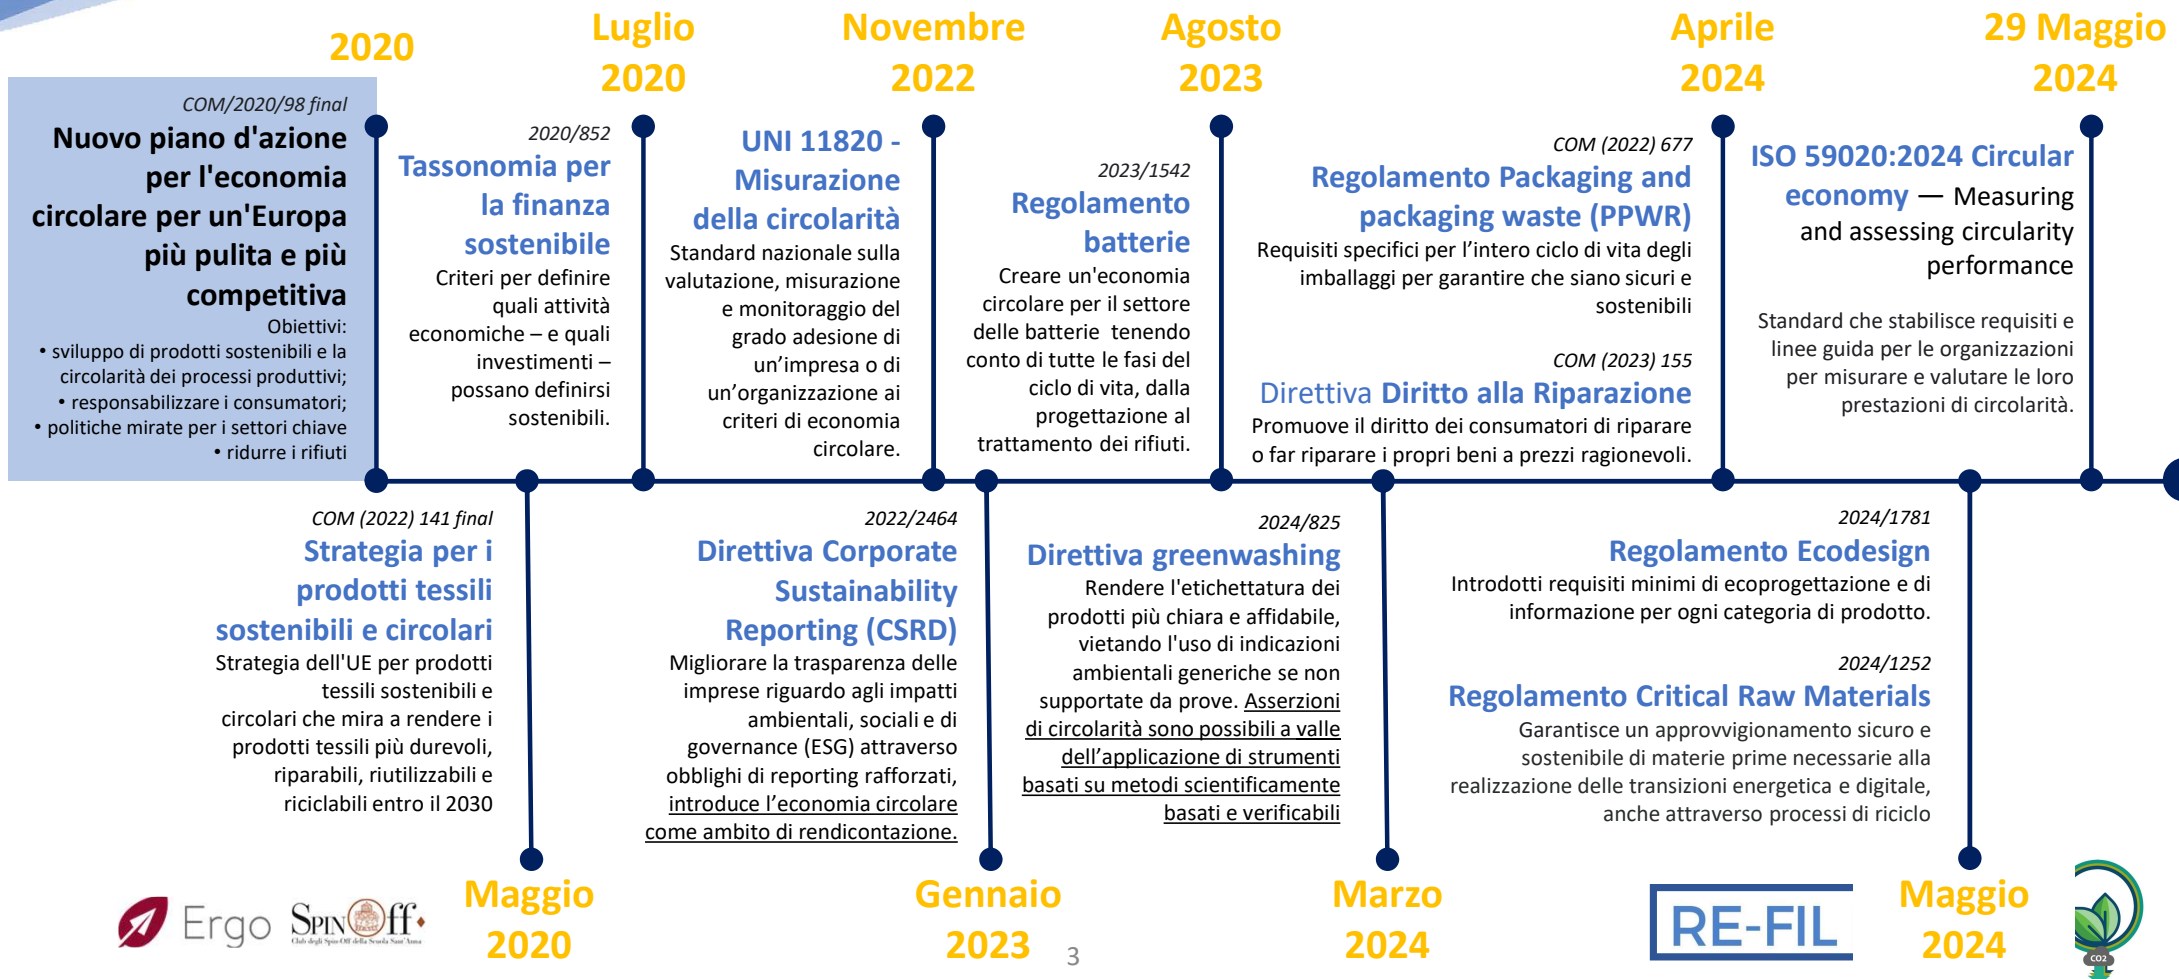 2020
COM/2020/98 final
Nuovo piano d'azione
per l'economia
circolare per un'Europa
più pulita e più
competitiva
Obiettivi:
• sviluppo di prodotti sostenibili e la
circolarità dei processi produttivi;
• responsabilizzare i consumatori;
• politiche mirate per i settori chiave
• ridurre i rifiuti
Luglio
2020
2020/852
Tassonomia per
la finanza
sostenibile
Criteri per definire
quali attività
economiche – e quali
investimenti –
possano definirsi
sostenibili.
Novembre
2022
UNI 11820 -
Misurazione
della circolarità
Standard nazionale sulla
valutazione, misurazione
e monitoraggio del
grado adesione di
un’impresa o di
un’organizzazione ai
criteri di economia
circolare.
Agosto
2023
2023/1542
Regolamento
batterie
Creare un'economia
circolare per il settore
delle batterie tenendo
conto di tutte le fasi del
ciclo di vita, dalla
progettazione al
trattamento dei rifiuti.
Aprile
2024
COM (2022) 677
Regolamento Packaging and
packaging waste (PPWR)
Requisiti specifici per l’intero ciclo di vita degli
imballaggi per garantire che siano sicuri e
sostenibili
COM (2023) 155
Direttiva Diritto alla Riparazione
Promuove il diritto dei consumatori di riparare
o far riparare i propri beni a prezzi ragionevoli.
29 Maggio
2024
ISO 59020:2024 Circular
economy — Measuring
and assessing circularity
performance
Standard che stabilisce requisiti e
linee guida per le organizzazioni
per misurare e valutare le loro
prestazioni di circolarità.
COM (2022) 141 final
Strategia per i
prodotti tessili
sostenibili e circolari
Strategia dell'UE per prodotti
tessili sostenibili e
circolari che mira a rendere i
prodotti tessili più durevoli,
riparabili, riutilizzabili e
riciclabili entro il 2030
Maggio
2020
2022/2464
Direttiva Corporate
Sustainability
Reporting (CSRD)
Migliorare la trasparenza delle
imprese riguardo agli impatti
ambientali, sociali e di
governance (ESG) attraverso
obblighi di reporting rafforzati,
introduce l’economia circolare
come ambito di rendicontazione.
Gennaio
2023
2024/825
Direttiva greenwashing
Rendere l'etichettatura dei
prodotti più chiara e affidabile,
vietando l'uso di indicazioni
ambientali generiche se non
supportate da prove. Asserzioni
di circolarità sono possibili a valle
dell’applicazione di strumenti
basati su metodi scientificamente
basati e verificabili
Marzo
2024
2024/1781
Regolamento Ecodesign
Introdotti requisiti minimi di ecoprogettazione e di
informazione per ogni categoria di prodotto.
2024/1252
Regolamento Critical Raw Materials
Garantisce un approvvigionamento sicuro e
sostenibile di materie prime necessarie alla
realizzazione delle transizioni energetica e digitale,
anche attraverso processi di riciclo
Maggio
2024
Ergo
SPIN Off
Club degli Spin-Off della Scuola Sant'Anna
3
RE-FIL
CO2